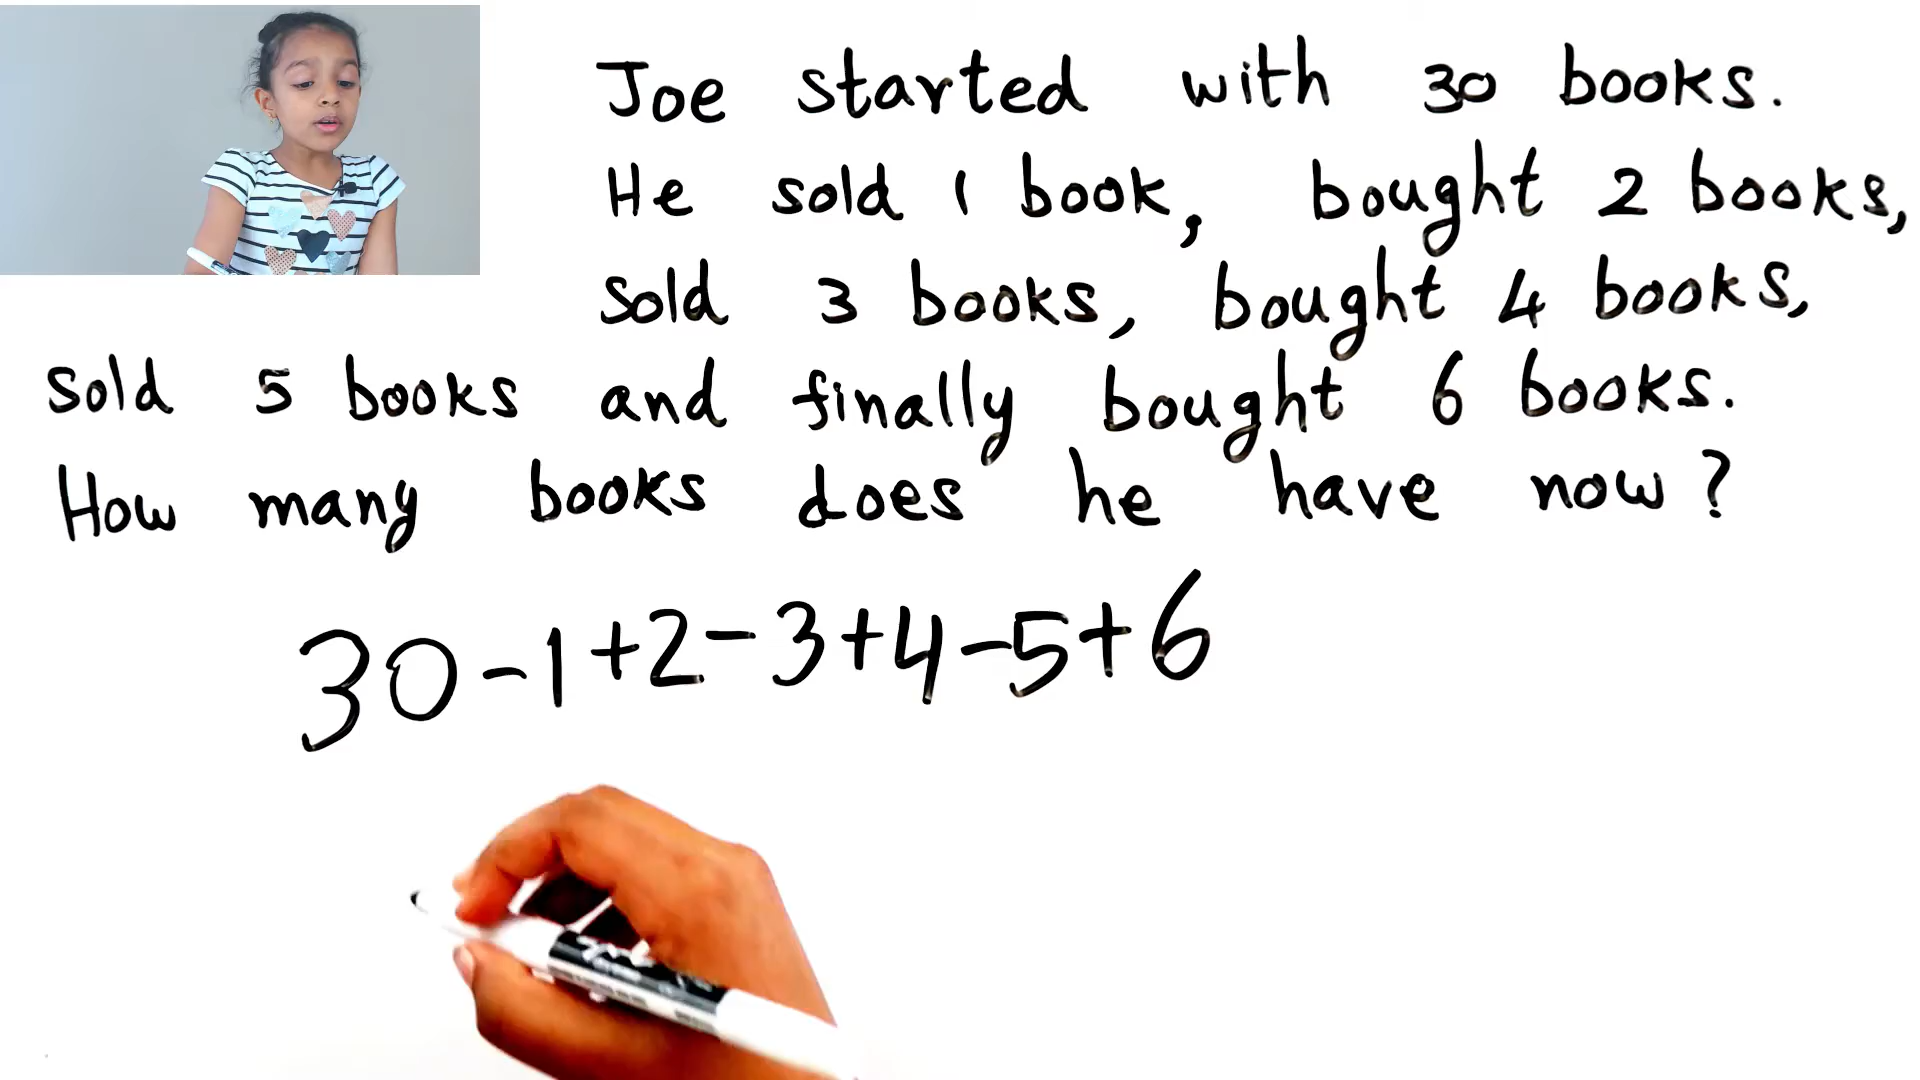 Joe started with 30 books.
He sold 1 book, bought 2 books,
sold 3 books, bought 4 books,
sold 5 books and finally bought 6 books.
How many books does he have now?
30-1+2-3+4-5+6